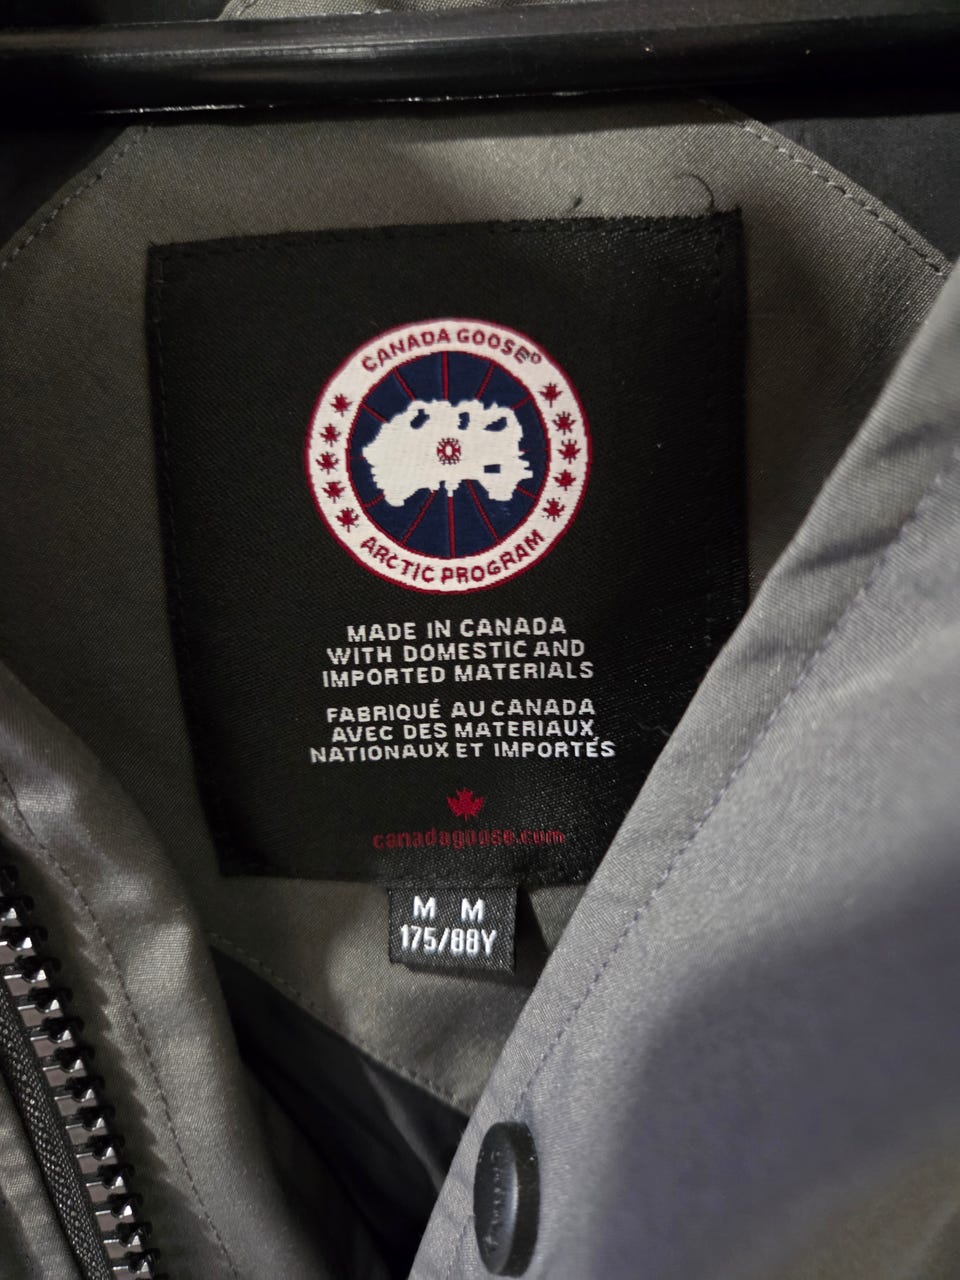 CANADA GOOSE®
ARCTIC PROGRAM
MADE IN CANADA
WITH DOMESTIC AND
IMPORTED MATERIALS
FABRIQUÉ AU CANADA
AVEC DES MATERIAUX
NATIONAUX ET IMPORTÉS
canadagoose.com
M M
175/88Y